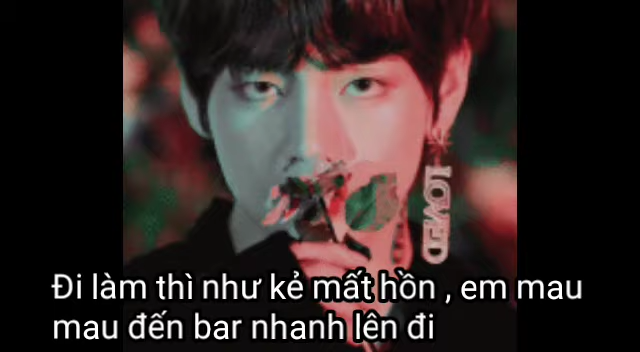 LOVED
Đi làm thì như kẻ mất hồn , em mau
mau đến bar nhanh lên đi